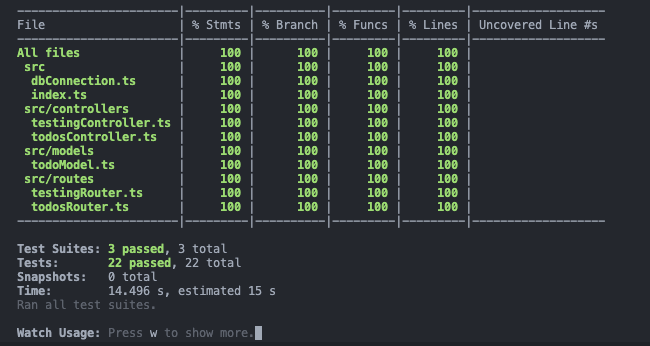 File | % Stmts | % Branch | % Funcs | % Lines | Uncovered Line #s
All files | 100 | 100 | 100 | 100 |
src | 100 | 100 | 100 | 100 |
dbConnection.ts | 100 | 100 | 100 | 100 |
index.ts | 100 | 100 | 100 | 100 |
src/controllers | 100 | 100 | 100 | 100 |
testingController.ts | 100 | 100 | 100 | 100 |
todosController.ts | 100 | 100 | 100 | 100 |
src/models | 100 | 100 | 100 | 100 |
todoModel.ts | 100 | 100 | 100 | 100 |
src/routes | 100 | 100 | 100 | 100 |
testingRouter.ts | 100 | 100 | 100 | 100 |
todosRouter.ts | 100 | 100 | 100 | 100 |
Test Suites: 3 passed, 3 total
Tests: 22 passed, 22 total
Snapshots: 0 total
Time: 14.496 s, estimated 15 s
Ran all test suites.
Watch Usage: Press w to show more.